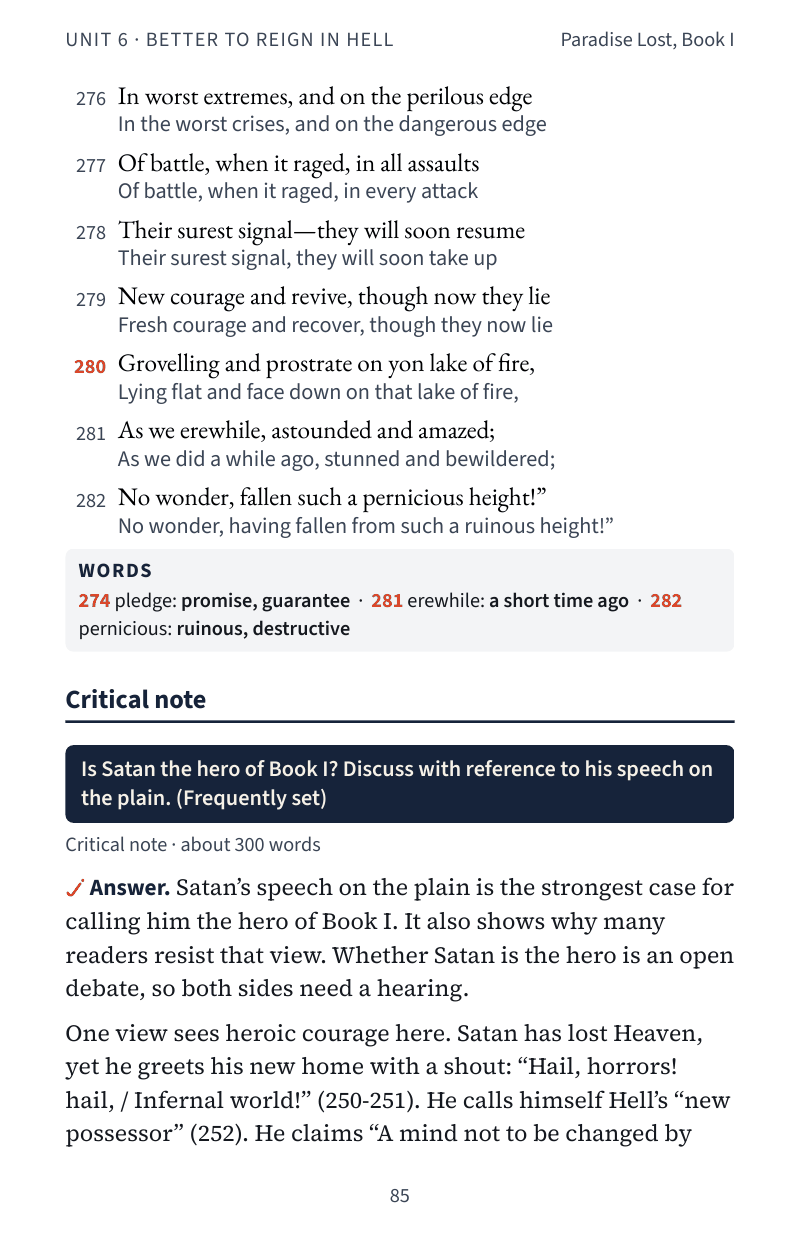 UNIT 6 · BETTER TO REIGN IN HELL
Paradise Lost, Book I
276 In worst extremes, and on the perilous edge
In the worst crises, and on the dangerous edge
277 Of battle, when it raged, in all assaults
Of battle, when it raged, in every attack
278 Their surest signal—they will soon resume
Their surest signal, they will soon take up
279 New courage and revive, though now they lie
Fresh courage and recover, though they now lie
280 Grovelling and prostrate on yon lake of fire,
Lying flat and face down on that lake of fire,
281 As we erewhile, astounded and amazed;
As we did a while ago, stunned and bewildered;
282 No wonder, fallen such a pernicious height!”
No wonder, having fallen from such a ruinous height!”
WORDS
274 pledge: promise, guarantee · 281 erewhile: a short time ago · 282
pernicious: ruinous, destructive
Critical note
Is Satan the hero of Book I? Discuss with reference to his speech on
the plain. (Frequently set)
Critical note · about 300 words
Answer. Satan’s speech on the plain is the strongest case for
calling him the hero of Book I. It also shows why many
readers resist that view. Whether Satan is the hero is an open
debate, so both sides need a hearing.
One view sees heroic courage here. Satan has lost Heaven,
yet he greets his new home with a shout: “Hail, horrors!
hail, / Infernal world!” (250-251). He calls himself Hell’s “new
possessor” (252). He claims “A mind not to be changed by
85